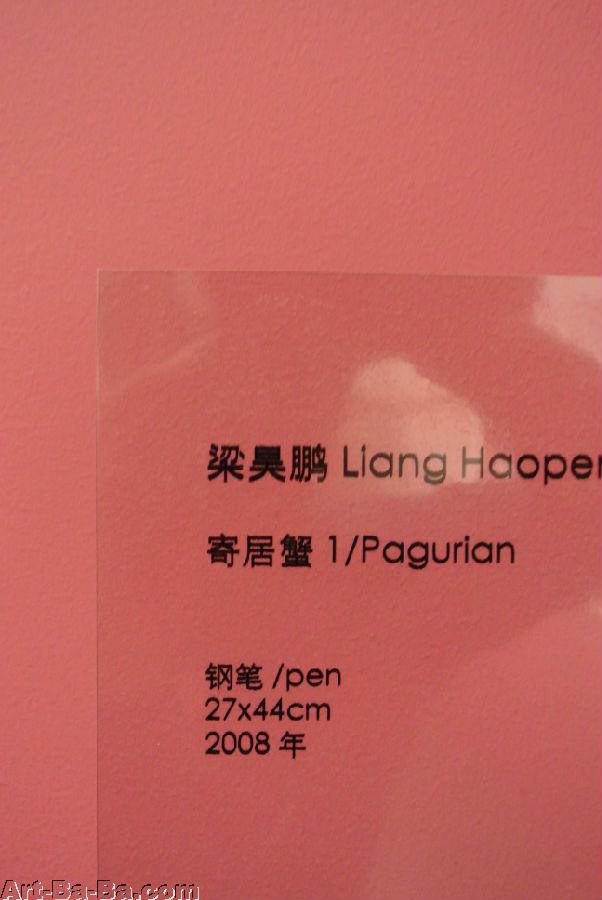 梁昊鹏 Liang Haopen
寄居蟹 1/Pagurian
钢笔 /pen
27x44cm
2008 年
Art-Ba-Ba.com